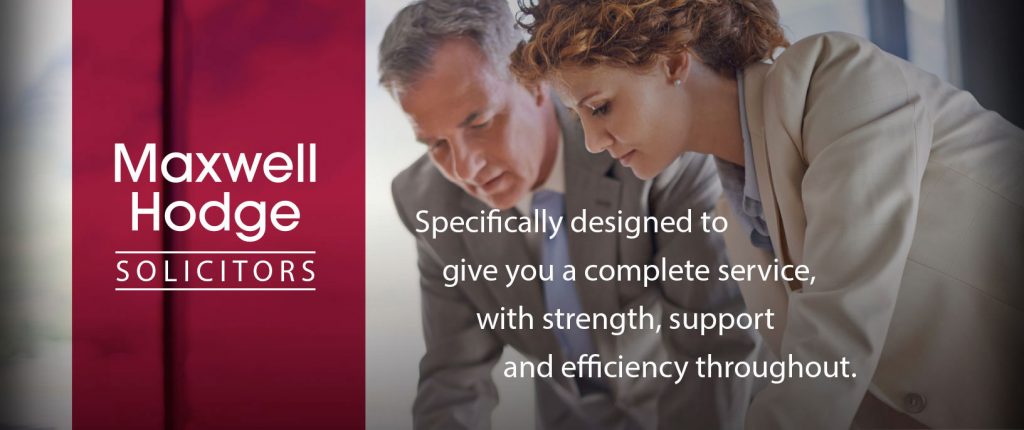 Maxwell
Hodge
SOLICITORS
Specifically designed to
give you a complete service,
with strength, support
and efficiency throughout.